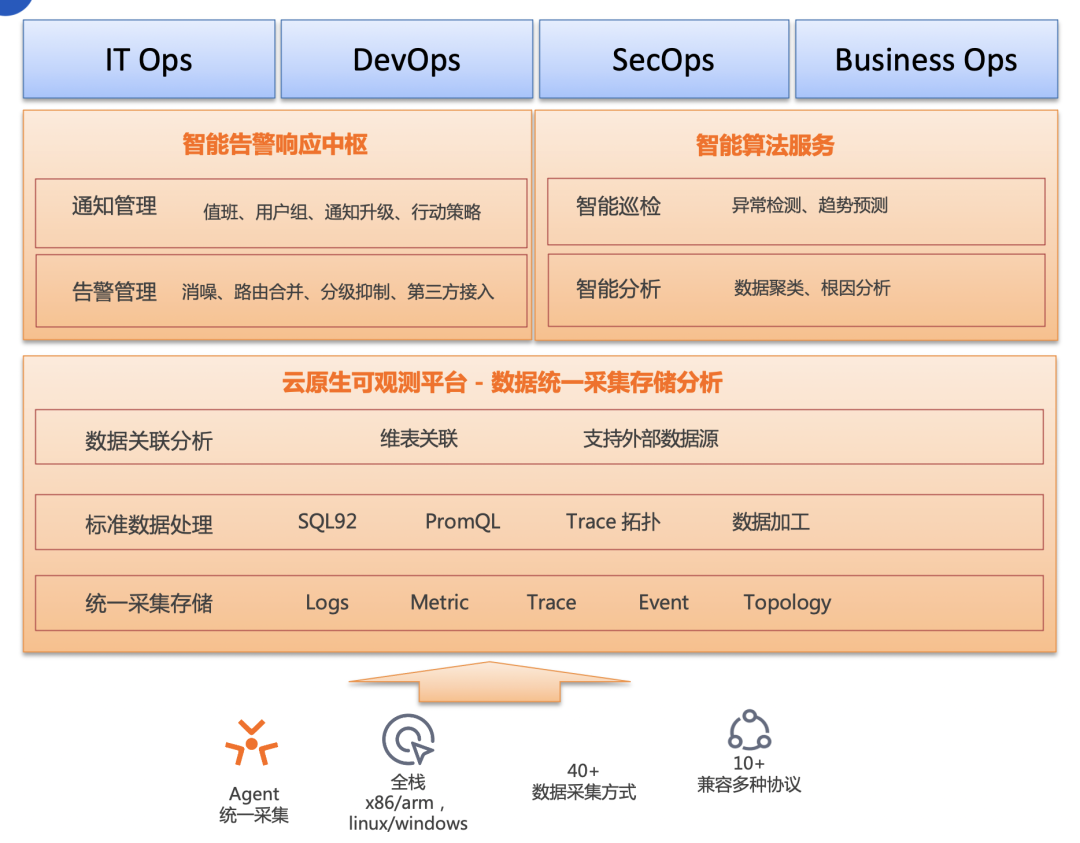 IT Ops
DevOps
SecOps
Business Ops
智能告警响应中枢
通知管理
值班、用户组、通知升级、行动策略
告警管理
消噪、路由合并、分级抑制、第三方接入
智能算法服务
智能巡检
异常检测、趋势预测
智能分析
数据聚类、根因分析
云原生可观测平台 - 数据统一采集存储分析
数据关联分析
维表关联
支持外部数据源
标准数据处理
SQL92
PromQL
Trace 拓扑
数据加工
统一采集存储
Logs
Metric
Trace
Event
Topology
Agent
统一采集
全栈
x86/arm，
linux/windows
40+
数据采集方式
10+
兼容多种协议